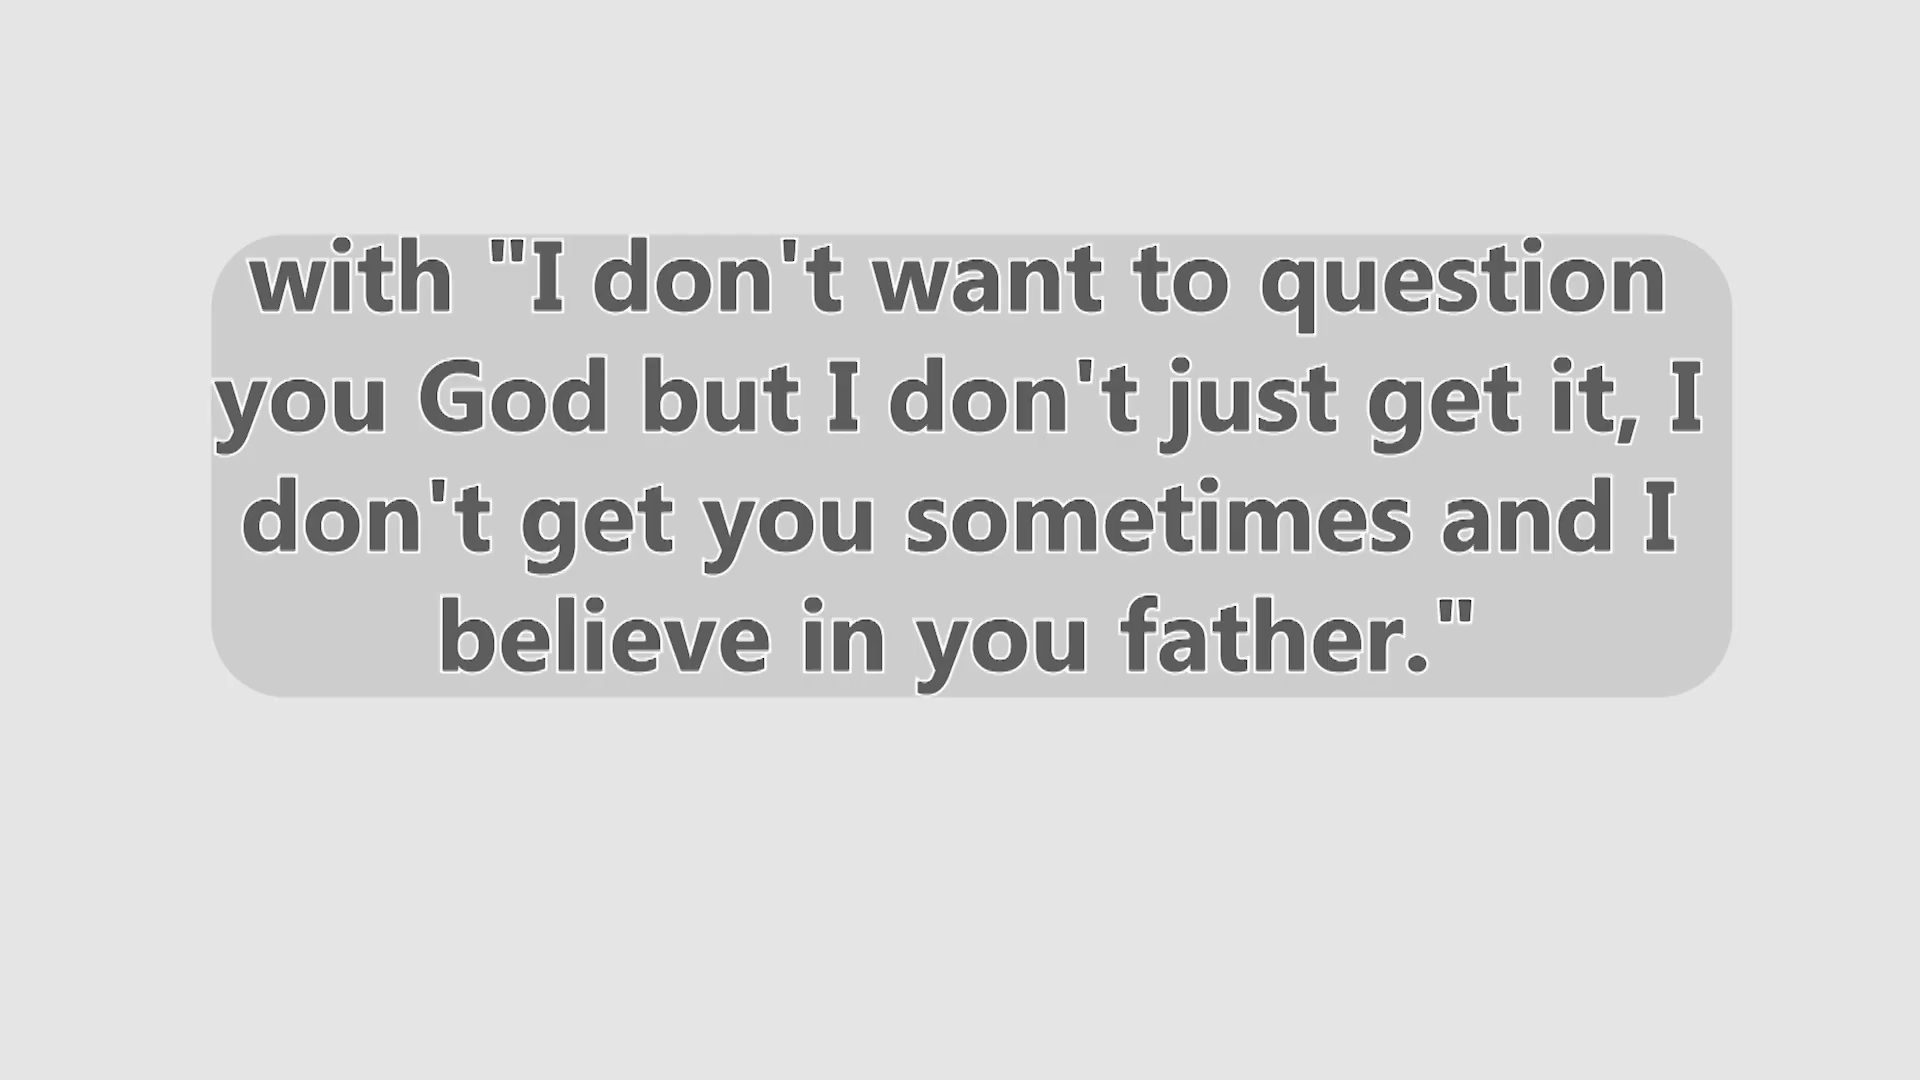 with "I don't want to question
you God but I don't just get it, I
don't get you sometimes and I
believe in you father."